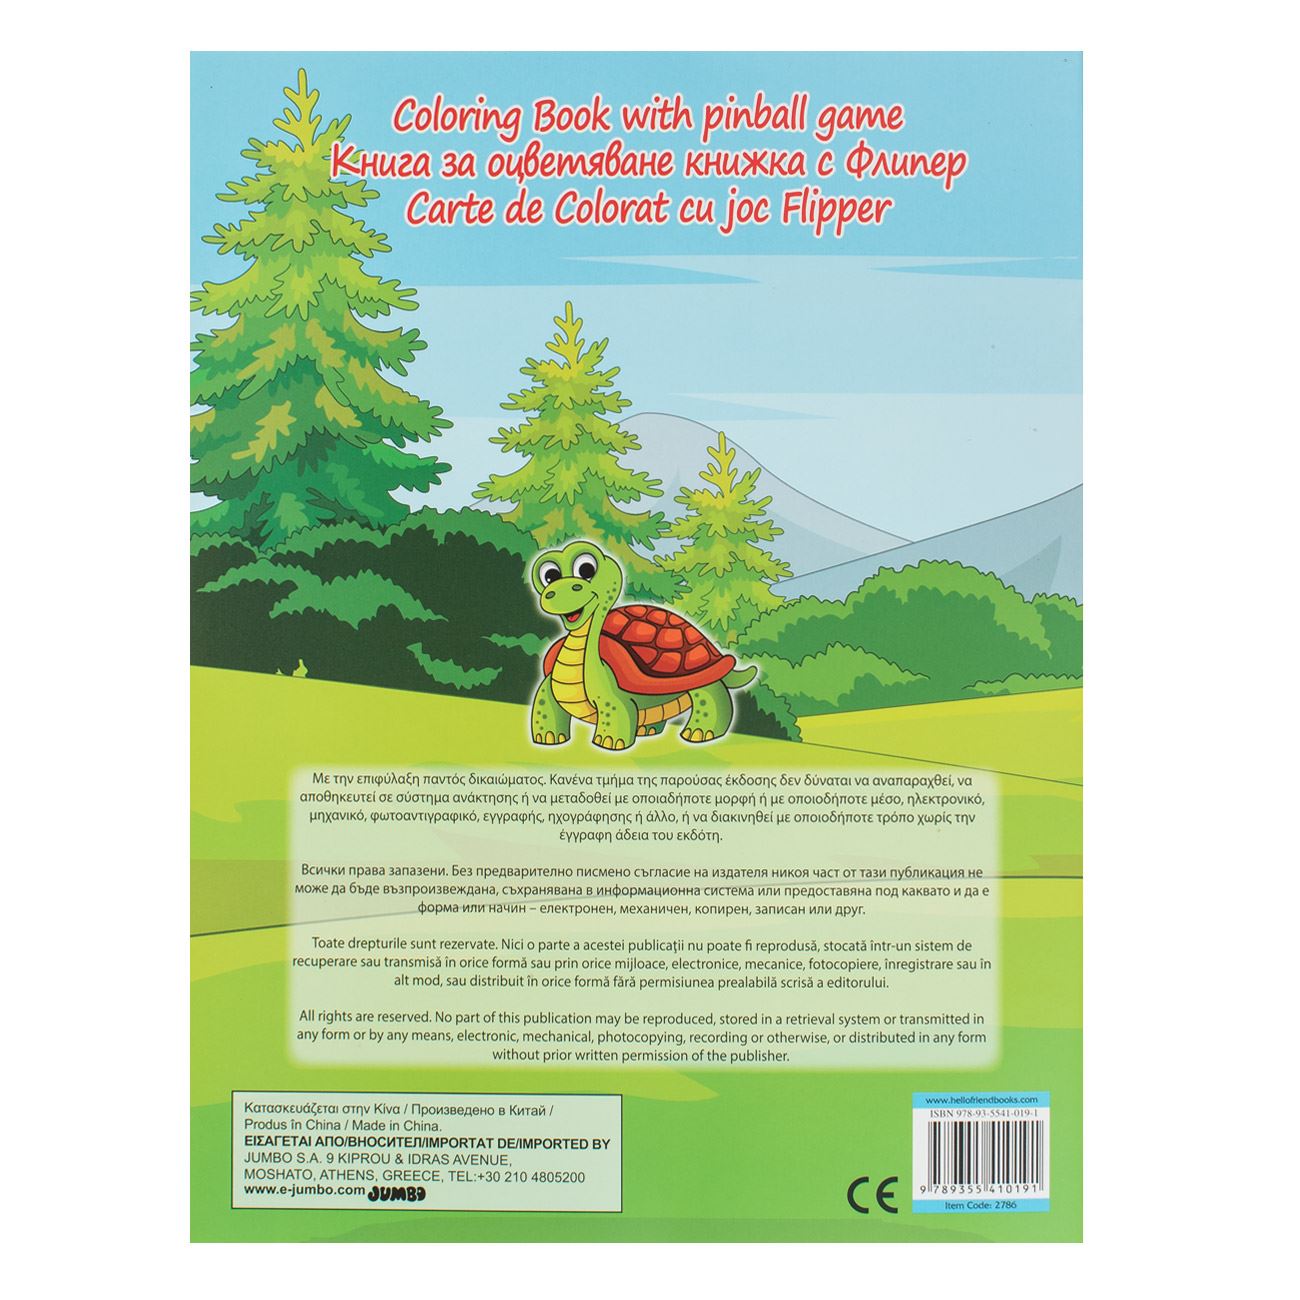 Coloring Book with pinball game
Книга за оцветяване книжка с Флипер
Carte de Colorat cu joc Flipper
Με την επιφύλαξη παντός δικαιώματος. Κανένα τμήμα της παρούσας έκδοσης δεν δύναται να αναπαραχθεί, να
αποθηκευτεί σε σύστημα ανάκτησης ή να μεταδοθεί με οποιαδήποτε μορφή ή με οποιοδήποτε μέσο, ηλεκτρονικό,
μηχανικό, φωτοαντιγραφικό, εγγραφής, ηχογράφησης ή άλλο, ή να διακινηθεί με οποιοδήποτε τρόπο χωρίς την
έγγραφη άδεια του εκδότη.
Всички права запазени. Без предварително писмено съгласие на издателя никоя част от тази публикация не
може да бъде възпроизвеждана, съхранявана в информационна система или предоставяна под каквато и да е
форма или начин – електронен, механичен, копирен, записан или друг.
Toate drepturile sunt rezervate. Nici o parte a acestei publicații nu poate fi reprodusă, stocată într-un sistem de
recuperare sau transmisă în orice formă sau prin orice mijloace, electronice, mecanice, fotocopiere, înregistrare sau în
alt mod, sau distribuit în orice formă fără permisiunea prealabilă scrisă a editorului.
All rights are reserved. No part of this publication may be reproduced, stored in a retrieval system or transmitted in
any form or by any means, electronic, mechanical, photocopying, recording or otherwise, or distributed in any form
without prior written permission of the publisher.
Κατασκευάζεται στην Κίνα / Произведено в Китай /
Produs în China / Made in China.
ΕΙΣΑΓΕΤΑΙ ΑΠΟ/ВНОСИТЕЛ/IMPORTAT DE/IMPORTED BY
JUMBO S.A. 9 KIPROU & IDRAS AVENUE,
MOSHATO, ATHENS, GREECE, TEL:+30 210 4805200
www.e-jumbo.com JUMBO
CE
www.hellofriendbooks.com
ISBN 978-93-5541-019-1
9 789355 410191
Item Code: 2786